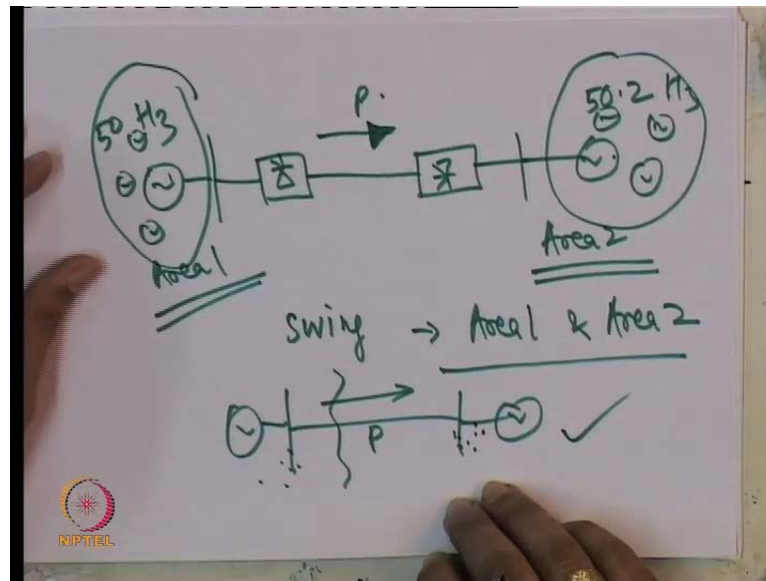 P.
50 Hz
50.2 Hz
Area 1
Area 2
Swing → Area 1 & Area 2
P
NPTEL